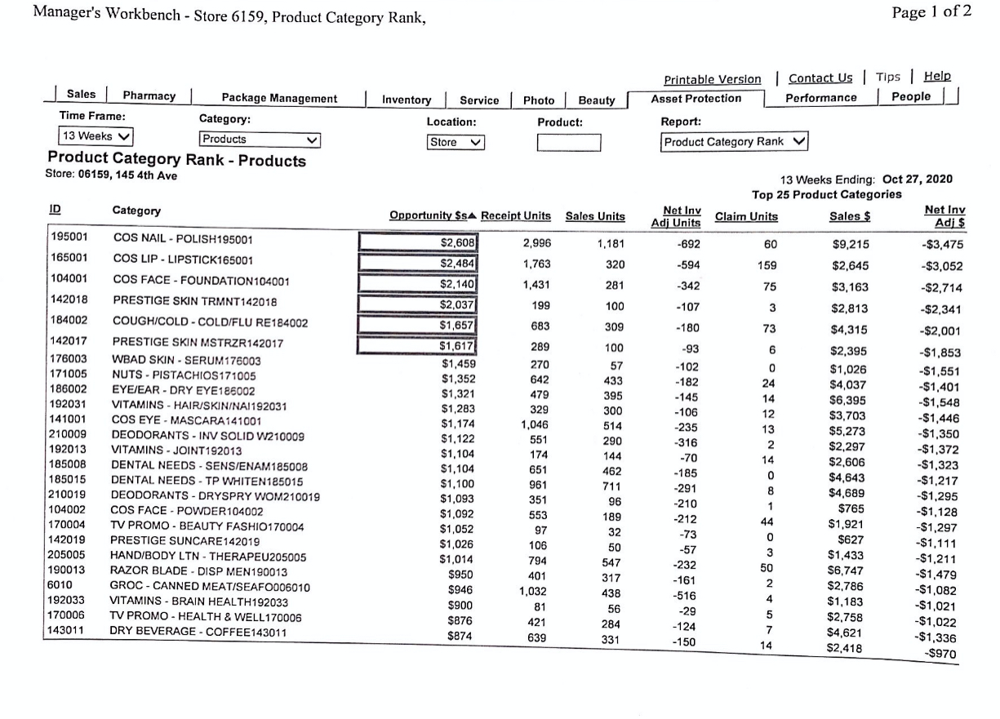 Manager's Workbench - Store 6159, Product Category Rank,
Page 1 of 2
Printable Version | Contact Us | Tips | Help
Sales | Pharmacy | Package Management | Inventory | Service | Photo | Beauty | Asset Protection | Performance | People
Time Frame: Category: Location: Product: Report:
13 Weeks Products Store Product Category Rank
Product Category Rank - Products
Store: 06159, 145 4th Ave
13 Weeks Ending: Oct 27, 2020
Top 25 Product Categories
ID Category Opportunity $s▲ Receipt Units Sales Units Net Inv Adj Units Claim Units Sales $ Net Inv Adj $
195001 COS NAIL - POLISH195001 $2,608 2,996 1,181 -692 60 $9,215 -$3,475
165001 COS LIP - LIPSTICK165001 $2,484 1,763 320 -594 159 $2,645 -$3,052
104001 COS FACE - FOUNDATION104001 $2,140 1,431 281 -342 75 $3,163 -$2,714
142018 PRESTIGE SKIN TRMNT142018 $2,037 199 100 -107 3 $2,813 -$2,341
184002 COUGH/COLD - COLD/FLU RE184002 $1,657 683 309 -180 73 $4,315 -$2,001
142017 PRESTIGE SKIN MSTRZR142017 $1,617 289 100 -93 6 $2,395 -$1,853
176003 WBAD SKIN - SERUM176003 $1,459 270 57 -102 0 $1,026 -$1,551
171005 NUTS - PISTACHIOS171005 $1,352 642 433 -182 24 $4,037 -$1,401
186002 EYE/EAR - DRY EYE186002 $1,321 479 395 -145 14 $6,395 -$1,548
192031 VITAMINS - HAIR/SKIN/NAI192031 $1,283 329 300 -106 12 $3,703 -$1,446
141001 COS EYE - MASCARA141001 $1,174 1,046 514 -235 13 $5,273 -$1,350
210009 DEODORANTS - INV SOLID W210009 $1,122 551 290 -316 2 $2,297 -$1,372
192013 VITAMINS - JOINT192013 $1,104 174 144 -70 14 $2,606 -$1,323
185008 DENTAL NEEDS - SENS/ENAM185008 $1,104 651 462 -185 0 $4,643 -$1,217
185015 DENTAL NEEDS - TP WHITEN185015 $1,100 961 711 -291 8 $4,689 -$1,295
210019 DEODORANTS - DRYSPRY WOM210019 $1,093 351 96 -210 1 $765 -$1,128
104002 COS FACE - POWDER104002 $1,092 553 189 -212 44 $1,921 -$1,297
170004 TV PROMO - BEAUTY FASHIO170004 $1,052 97 32 -73 0 $627 -$1,111
142019 PRESTIGE SUNCARE142019 $1,026 106 50 -57 3 $1,433 -$1,211
205005 HAND/BODY LTN - THERAPEU205005 $1,014 794 547 -232 50 $6,747 -$1,479
190013 RAZOR BLADE - DISP MEN190013 $950 401 317 -161 2 $2,786 -$1,082
6010 GROC - CANNED MEAT/SEAFO006010 $946 1,032 438 -516 4 $1,183 -$1,021
192033 VITAMINS - BRAIN HEALTH192033 $900 81 56 -29 5 $2,758 -$1,022
170006 TV PROMO - HEALTH & WELL170006 $876 421 284 -124 7 $4,621 -$1,336
143011 DRY BEVERAGE - COFFEE143011 $874 639 331 -150 14 $2,418 -$970